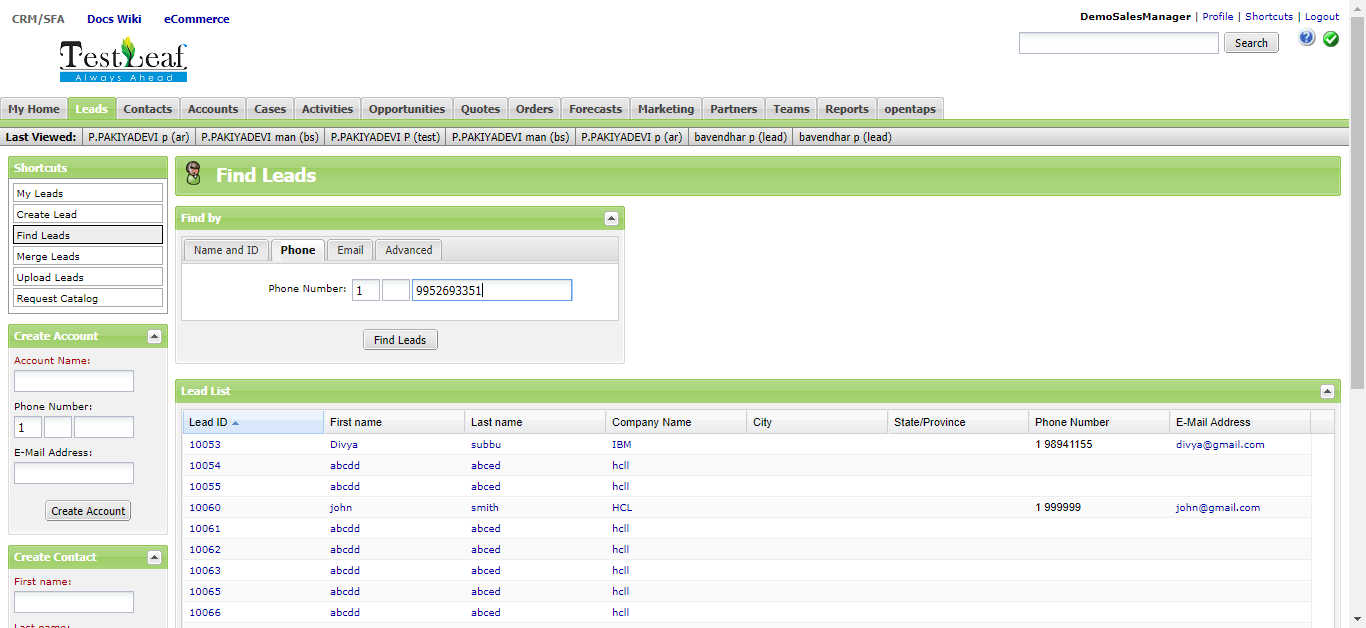 CRM/SFA Docs Wiki eCommerce
DemoSalesManager | Profile | Shortcuts | Logout
TestLeaf
Always Ahead
Search
?
My Home Leads Contacts Accounts Cases Activities Opportunities Quotes Orders Forecasts Marketing Partners Teams Reports opentaps
Last Viewed: P.PAKIYADEVI p (ar) P.PAKIYADEVI man (bs) P.PAKIYADEVI P (test) P.PAKIYADEVI man (bs) P.PAKIYADEVI p (ar) bavendhar p (lead) bavendhar p (lead)
Shortcuts
My Leads
Create Lead
Find Leads
Merge Leads
Upload Leads
Request Catalog
Create Account
Account Name:
Phone Number:
1
E-Mail Address:
Create Account
Create Contact
First name:
Last name:
Find Leads
Find by
Name and ID Phone Email Advanced
Phone Number: 1 9952693351
Find Leads
Lead List
Lead ID First name Last name Company Name City State/Province Phone Number E-Mail Address
10053 Divya subbu IBM 1 98941155 divya@gmail.com
10054 abcdd abced hcll
10055 abcdd abced hcll
10060 john smith HCL 1 999999 john@gmail.com
10061 abcdd abced hcll
10062 abcdd abced hcll
10063 abcdd abced hcll
10065 abcdd abced hcll
10066 abcdd abced hcll